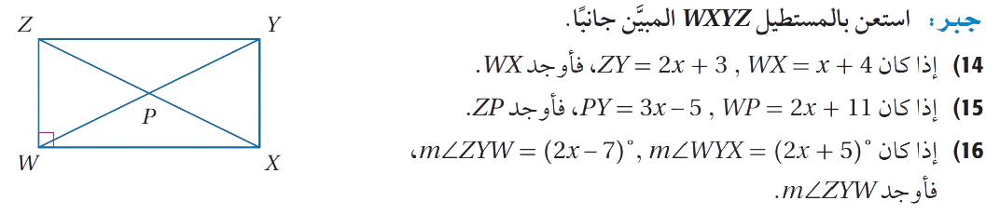 جبر: استعن بالمستطيل WXYZ المبيَّن جانبًا.
14) إذا كان ZY = 2x + 3 , WX = x + 4، فأوجد WX.
15) إذا كان PY = 3x – 5 , WP = 2x + 11، فأوجد ZP.
16) إذا كان m∠ZYW = (2x – 7)°, m∠WYX = (2x + 5)°،
فأوجد m∠ZYW.
Z
Y
P
W
X